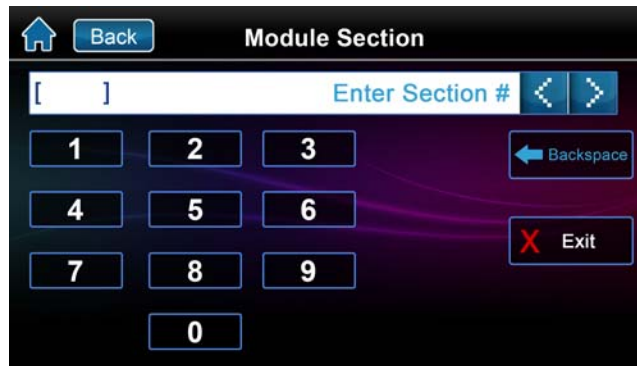 Back Module Section
[ ] Enter Section # < >
1 2 3 Backspace
4 5 6
X Exit
7 8 9
0